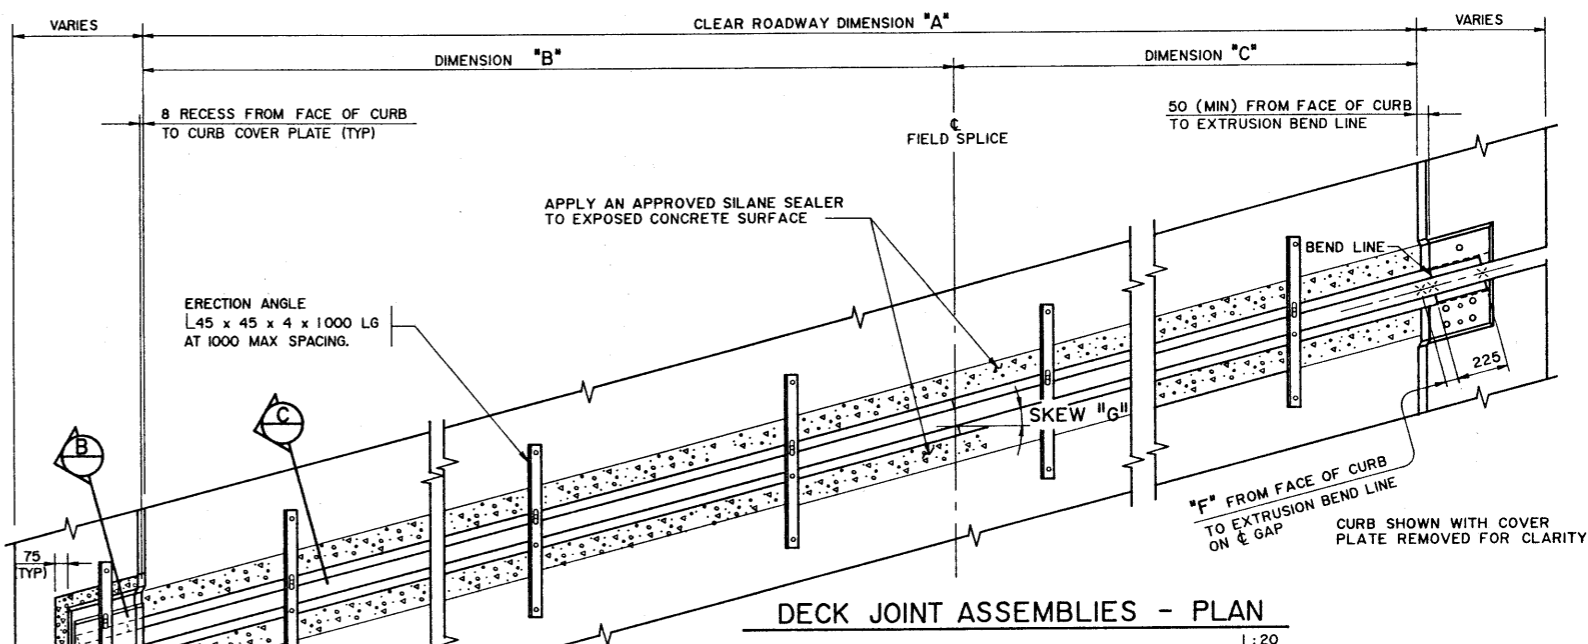 VARIES
CLEAR ROADWAY DIMENSION "A"
VARIES
DIMENSION "B"
DIMENSION "C"
8 RECESS FROM FACE OF CURB
TO CURB COVER PLATE (TYP)
50 (MIN) FROM FACE OF CURB
TO EXTRUSION BEND LINE
℄
FIELD SPLICE
APPLY AN APPROVED SILANE SEALER
TO EXPOSED CONCRETE SURFACE
BEND LINE
ERECTION ANGLE
L45 x 45 x 4 x 1000 LG
AT 1000 MAX SPACING.
225
SKEW "G"
C
B
"F" FROM FACE OF CURB
TO EXTRUSION BEND LINE
ON ℄ GAP
CURB SHOWN WITH COVER
PLATE REMOVED FOR CLARITY
75
(TYP)
DECK JOINT ASSEMBLIES - PLAN
1:20